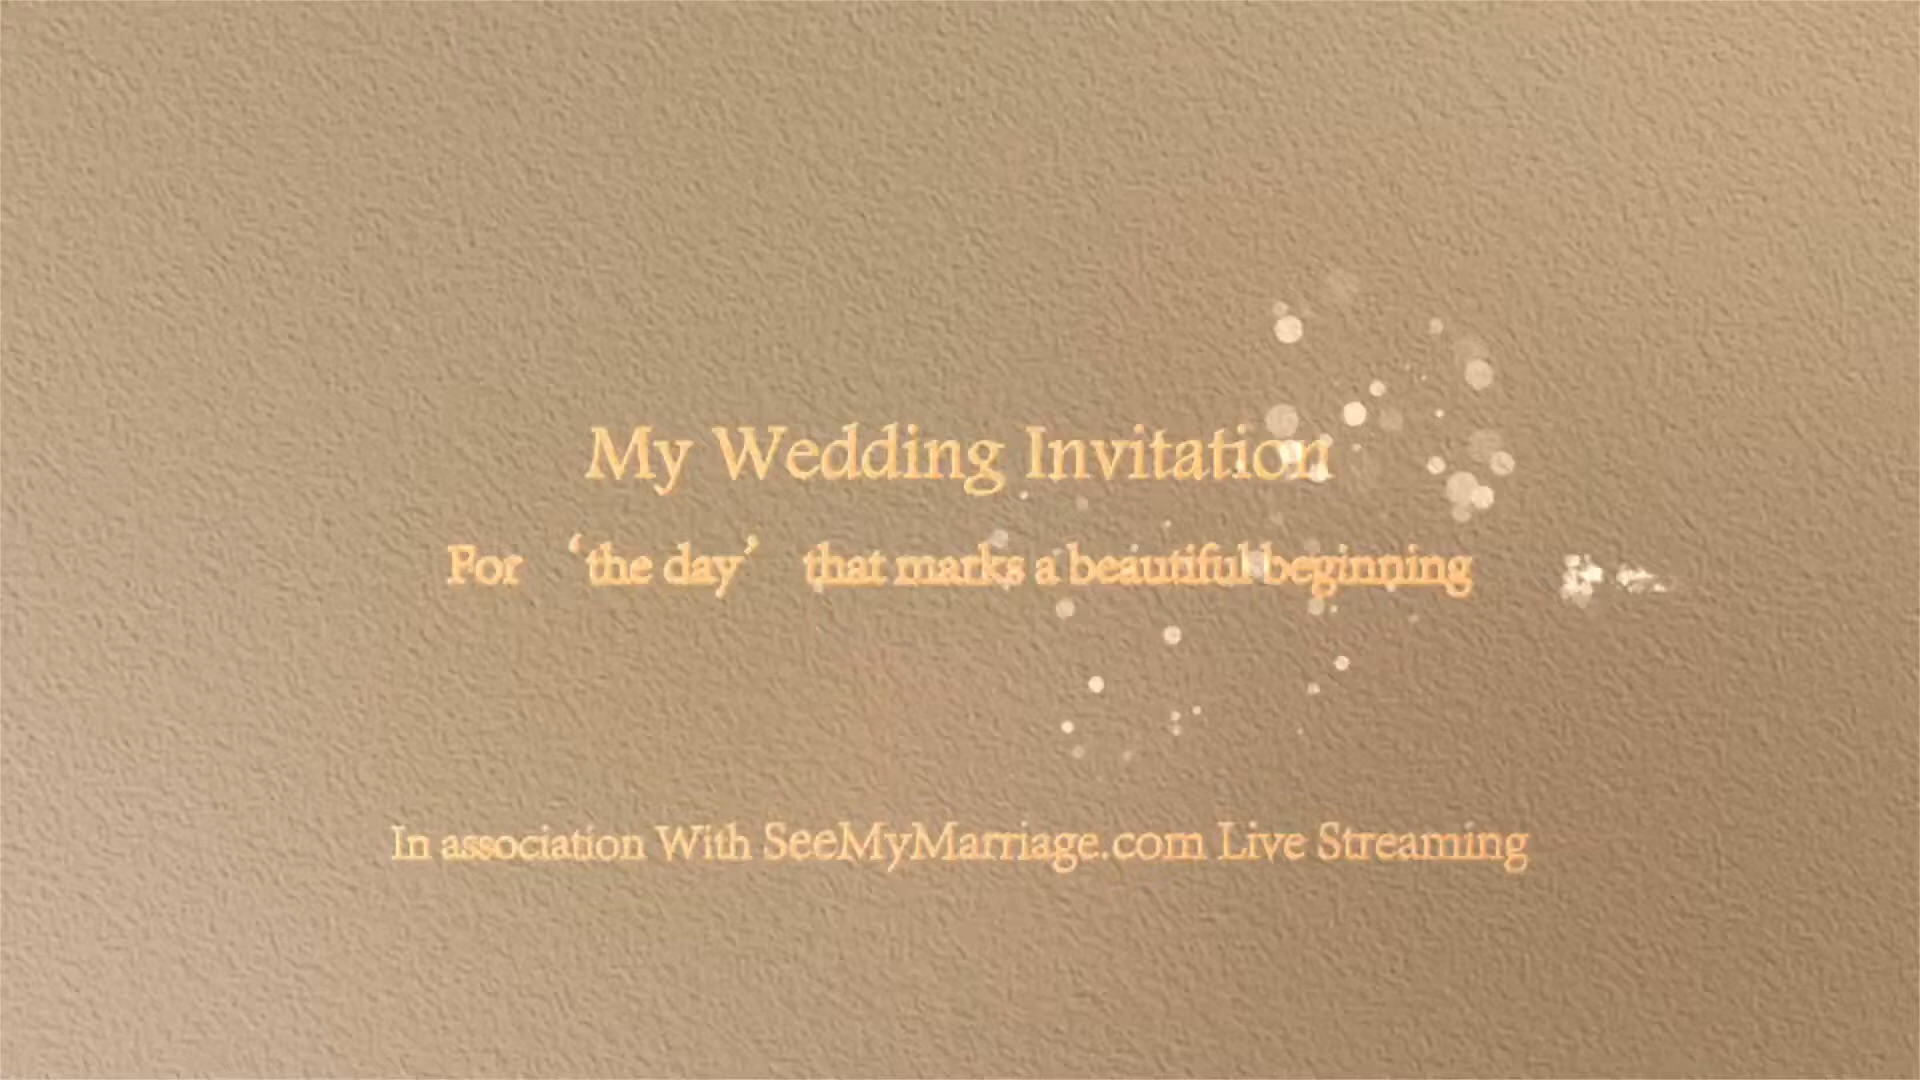 My Wedding Invitation
For ‘the day’ that marks a beautiful beginning
In association With SeeMyMarriage.com Live Streaming